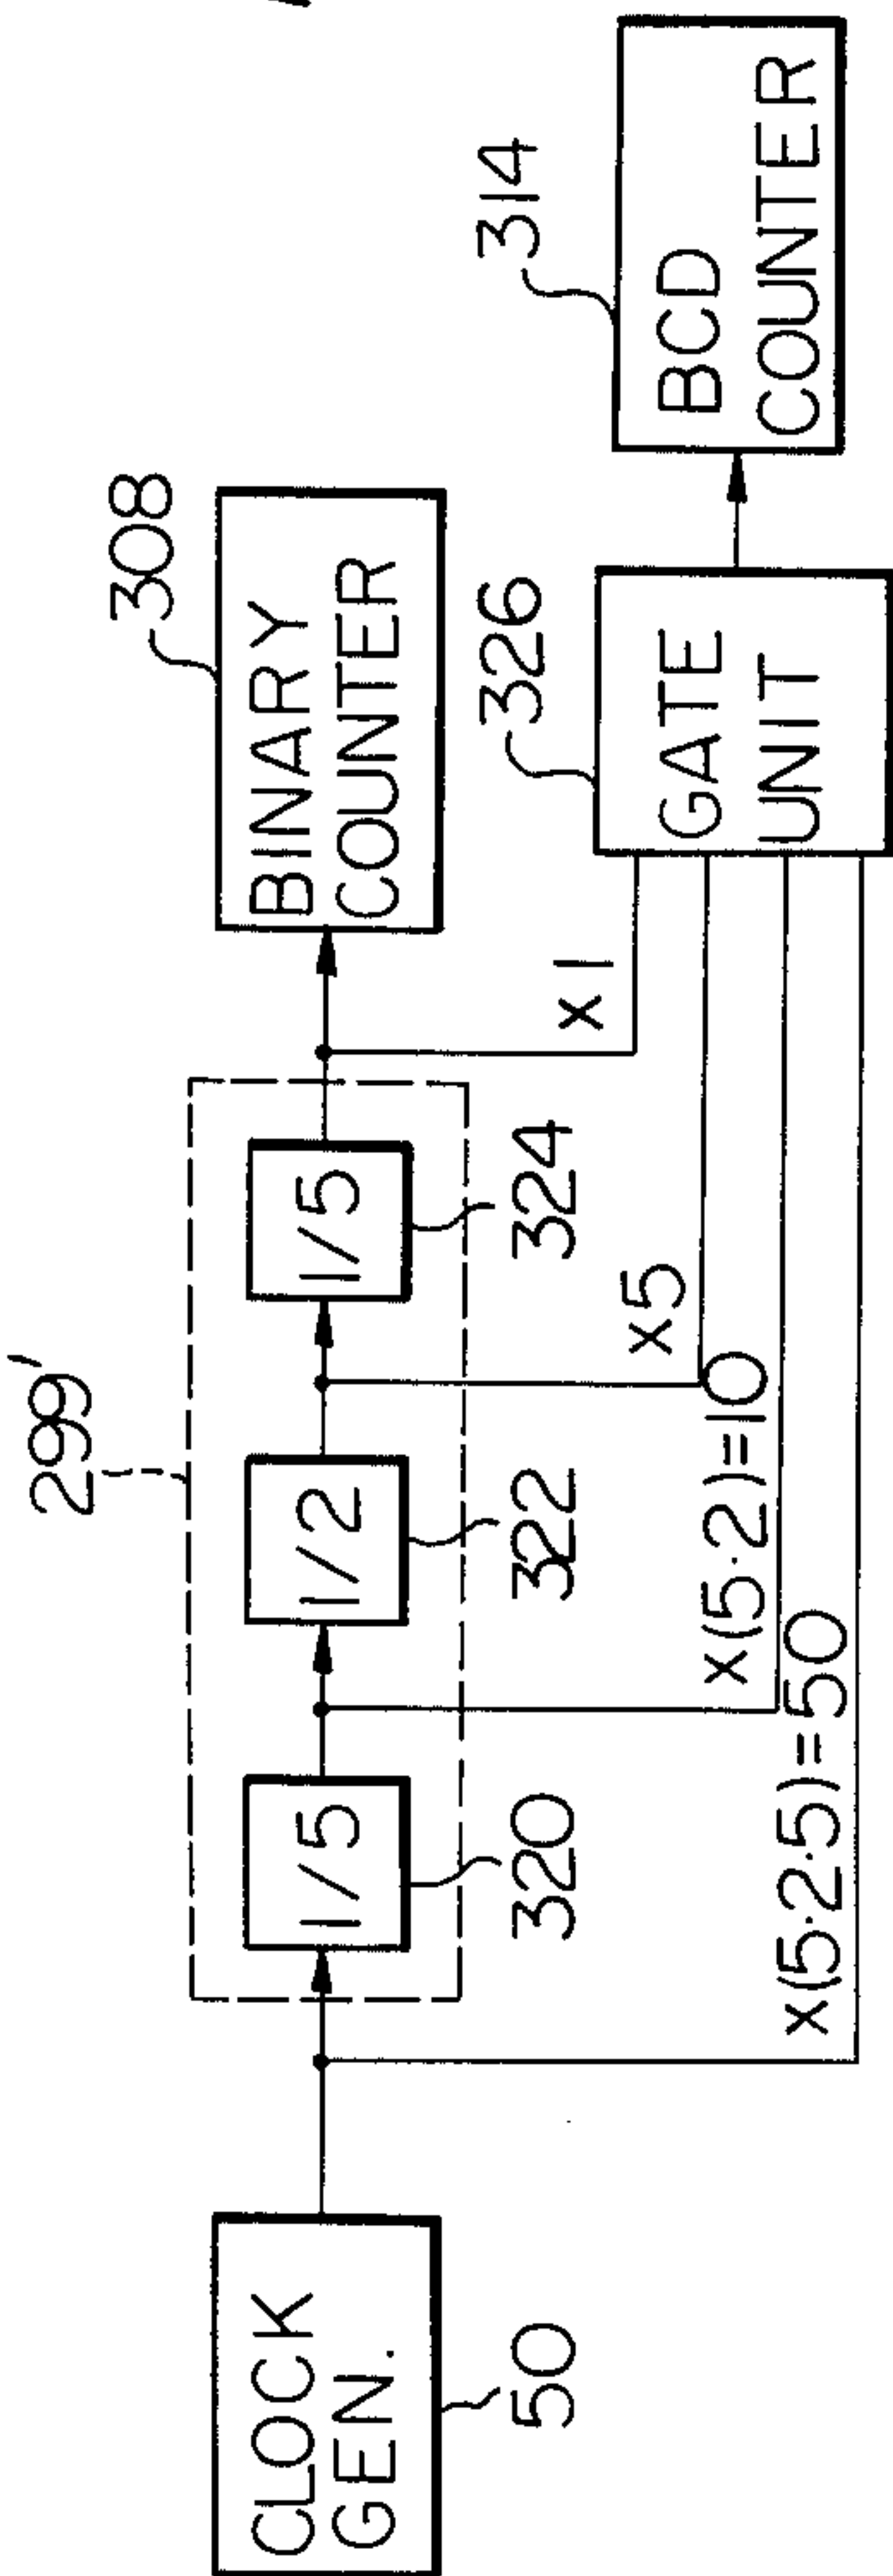 299'
CLOCK
GEN.
50
1/5
320
1/2
322
1/5
324
BINARY
COUNTER
308
x1
x5
x(5·2)=10
x(5·2·5)=50
GATE
UNIT
326
BCD
COUNTER
314